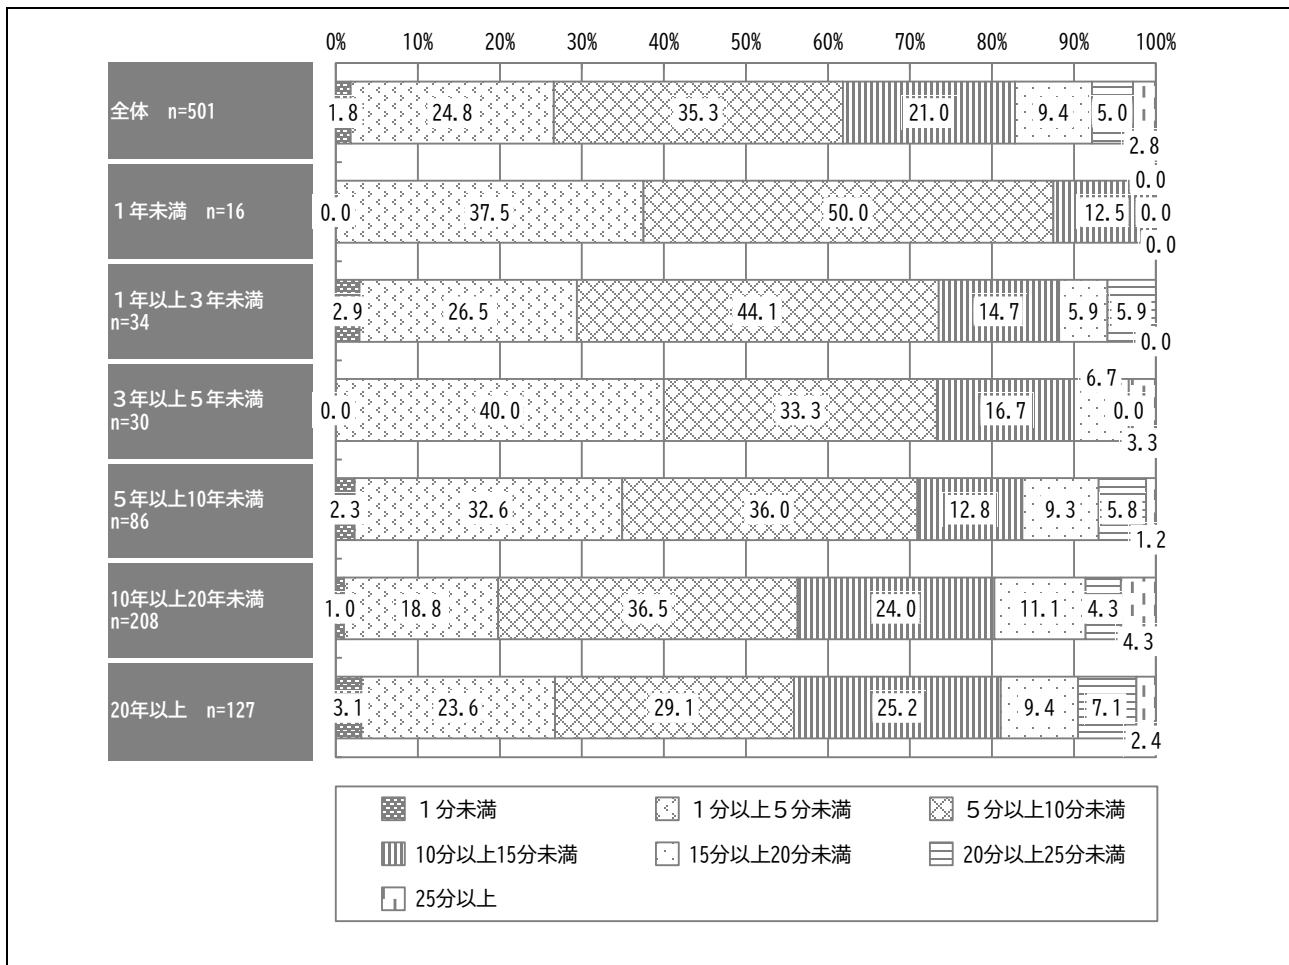 0% 10% 20% 30% 40% 50% 60% 70% 80% 90% 100%
全体 n=501
1.8 24.8 35.3 21.0 9.4 5.0 2.8
１年未満 n=16
0.0 37.5 50.0 12.5 0.0 0.0 0.0
１年以上３年未満
n=34
2.9 26.5 44.1 14.7 5.9 5.9 0.0
３年以上５年未満
n=30
0.0 40.0 33.3 16.7 6.7 0.0 3.3
５年以上10年未満
n=86
2.3 32.6 36.0 12.8 9.3 5.8 1.2
10年以上20年未満
n=208
1.0 18.8 36.5 24.0 11.1 4.3 4.3
20年以上 n=127
3.1 23.6 29.1 25.2 9.4 7.1 2.4
１分未満 １分以上５分未満 ５分以上10分未満
10分以上15分未満 15分以上20分未満 20分以上25分未満
25分以上